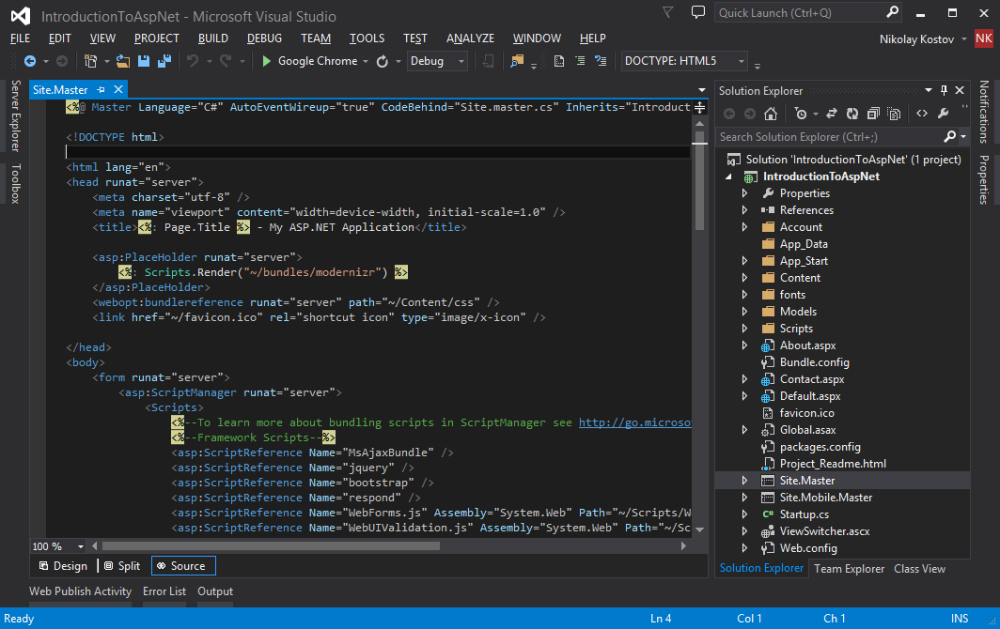 IntroductionToAspNet - Microsoft Visual Studio
Quick Launch (Ctrl+Q)
FILE EDIT VIEW PROJECT BUILD DEBUG TEAM TOOLS TEST ANALYZE WINDOW HELP
Nikolay Kostov NK
Google Chrome Debug DOCTYPE: HTML5
Server Explorer
Toolbox
Site.Master
<%@ Master Language="C#" AutoEventWireup="true" CodeBehind="Site.master.cs" Inherits="Introduct
<!DOCTYPE html>
<html lang="en">
<head runat="server">
<meta charset="utf-8" />
<meta name="viewport" content="width=device-width, initial-scale=1.0" />
<title><%: Page.Title %> - My ASP.NET Application</title>
<asp:PlaceHolder runat="server">
<%: Scripts.Render("~/bundles/modernizr") %>
</asp:PlaceHolder>
<webopt:bundlereference runat="server" path="~/Content/css" />
<link href="~/favicon.ico" rel="shortcut icon" type="image/x-icon" />
</head>
<body>
<form runat="server">
<asp:ScriptManager runat="server">
<Scripts>
<%--To learn more about bundling scripts in ScriptManager see http://go.microsof
<%--Framework Scripts--%>
<asp:ScriptReference Name="MsAjaxBundle" />
<asp:ScriptReference Name="jquery" />
<asp:ScriptReference Name="bootstrap" />
<asp:ScriptReference Name="respond" />
<asp:ScriptReference Name="WebForms.js" Assembly="System.Web" Path="~/Scripts/W
<asp:ScriptReference Name="WebUIValidation.js" Assembly="System.Web" Path="~/Sc
100 %
Design Split Source
Solution Explorer
Search Solution Explorer (Ctrl+;)
Solution 'IntroductionToAspNet' (1 project)
IntroductionToAspNet
Properties
References
Account
App_Data
App_Start
Content
fonts
Models
Scripts
About.aspx
Bundle.config
Contact.aspx
Default.aspx
favicon.ico
Global.asax
packages.config
Project_Readme.html
Site.Master
Site.Mobile.Master
C# Startup.cs
ViewSwitcher.ascx
Web.config
Solution Explorer Team Explorer Class View
Notifications
Properties
Web Publish Activity Error List Output
Ready Ln 4 Col 1 Ch 1 INS